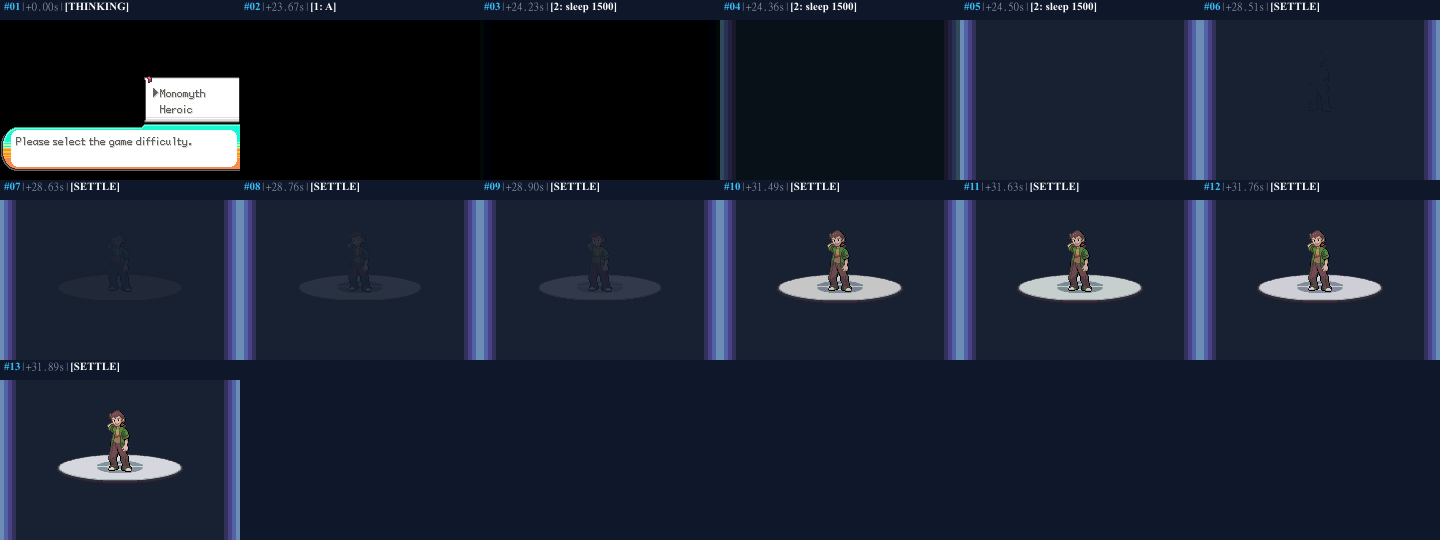 #01|+0.00s|[THINKING]
#02|+23.67s|[1: A]
#03|+24.23s|[2: sleep 1500]
#04|+24.36s|[2: sleep 1500]
#05|+24.50s|[2: sleep 1500]
#06|+28.51s|[SETTLE]
Monomyth
Heroic
Please select the game difficulty.
#07|+28.63s|[SETTLE]
#08|+28.76s|[SETTLE]
#09|+28.90s|[SETTLE]
#10|+31.49s|[SETTLE]
#11|+31.63s|[SETTLE]
#12|+31.76s|[SETTLE]
#13|+31.89s|[SETTLE]